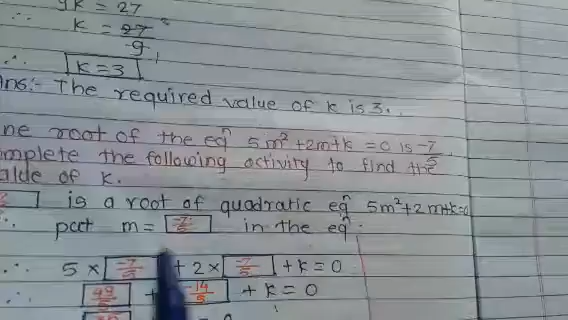 9k = 27
∴ k = 27/9
∴ k = 3
Ans:- The required value of k is 3.
one root of the eqn 5m²+2m+k = 0 is -7/5
complete the following activity to find the
value of k.
is a root of quadratic eqn 5m²+2m+k=0
∴ put m = -7/5 in the eqn
∴ 5 × -7/5 + 2 × -7/5 + k = 0
∴ 49/5 + -14/5 + k = 0